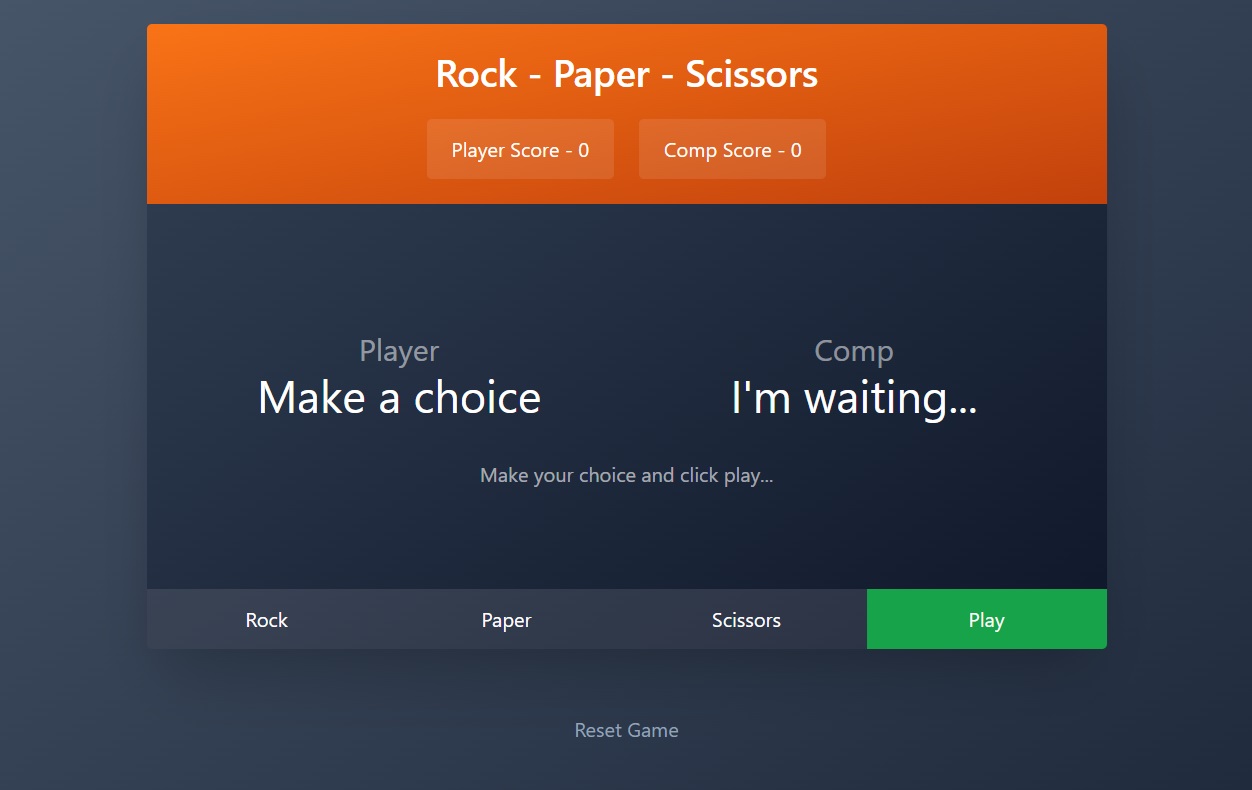 Rock - Paper - Scissors
Player Score - 0
Comp Score - 0
Player
Make a choice
Comp
I'm waiting...
Make your choice and click play...
Rock
Paper
Scissors
Play
Reset Game